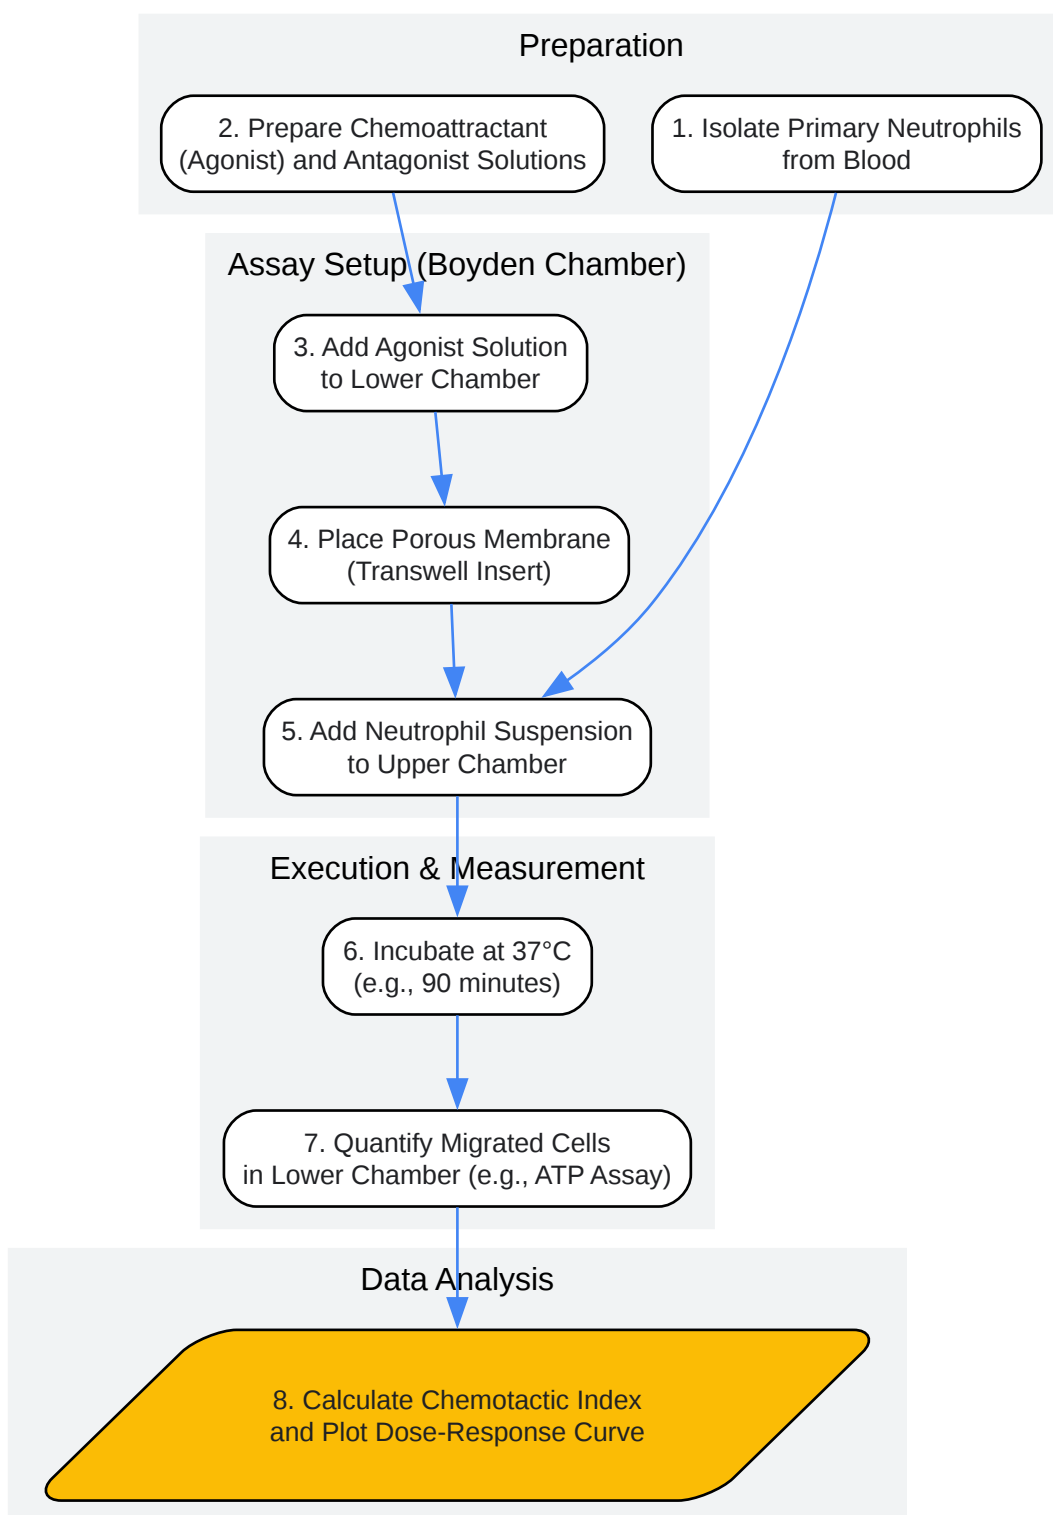 Preparation
2. Prepare Chemoattractant
(Agonist) and Antagonist Solutions
1. Isolate Primary Neutrophils
from Blood
Assay Setup (Boyden Chamber)
3. Add Agonist Solution
to Lower Chamber
4. Place Porous Membrane
(Transwell Insert)
5. Add Neutrophil Suspension
to Upper Chamber
Execution & Measurement
6. Incubate at 37°C
(e.g., 90 minutes)
7. Quantify Migrated Cells
in Lower Chamber (e.g., ATP Assay)
Data Analysis
8. Calculate Chemotactic Index
and Plot Dose-Response Curve